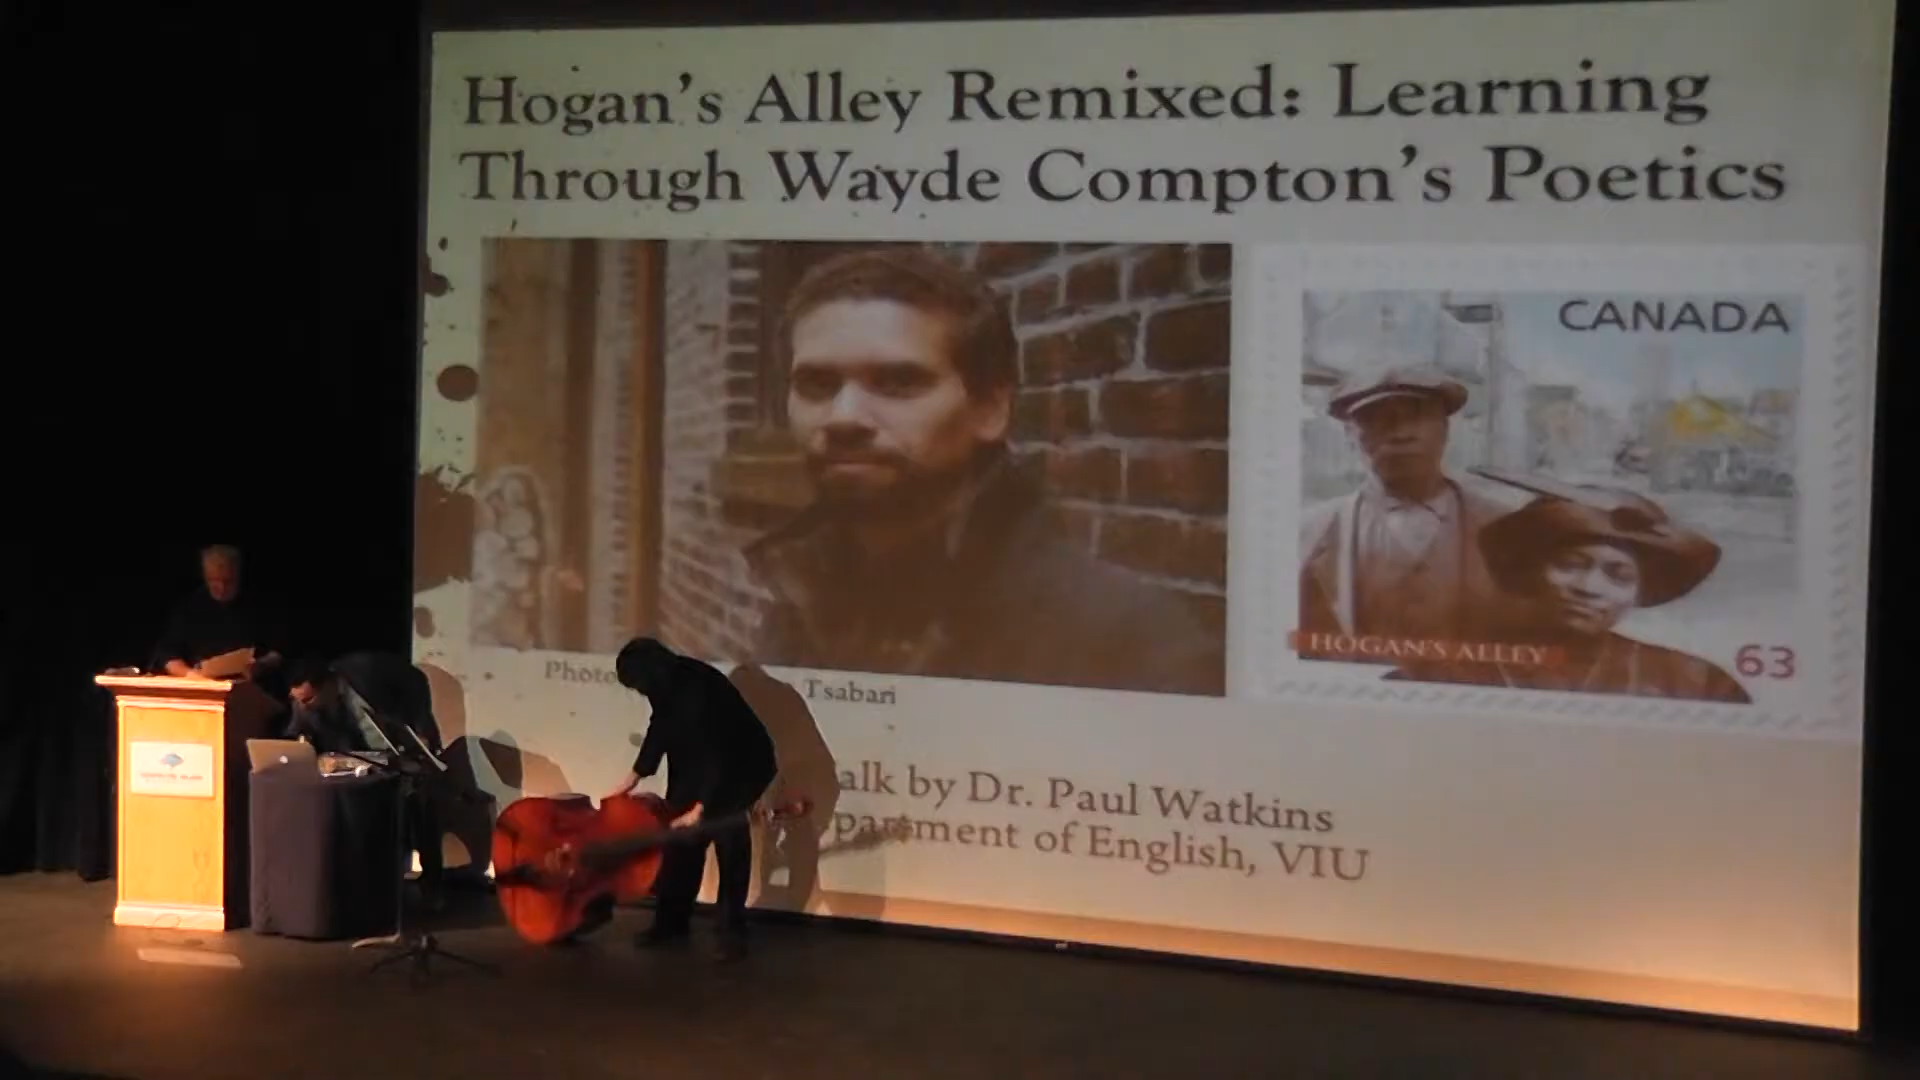 Hogan's Alley Remixed: Learning
Through Wayde Compton's Poetics
CANADA
HOGAN'S ALLEY
63
Photo
Tsabari
alk by Dr. Paul Watkins
partment of English, VIU